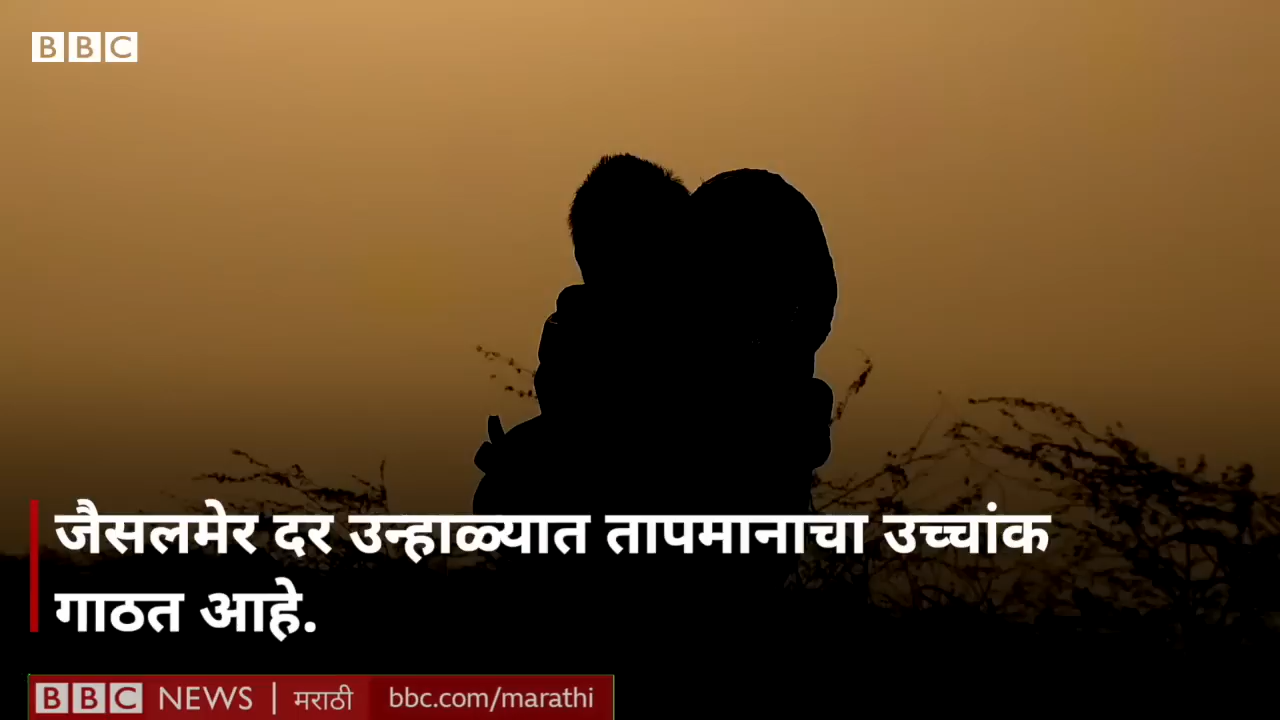 BBC
जैसलमेर दर उन्हाळ्यात तापमानाचा उच्चांक
गाठत आहे.
BBC NEWS | मराठी bbc.com/marathi